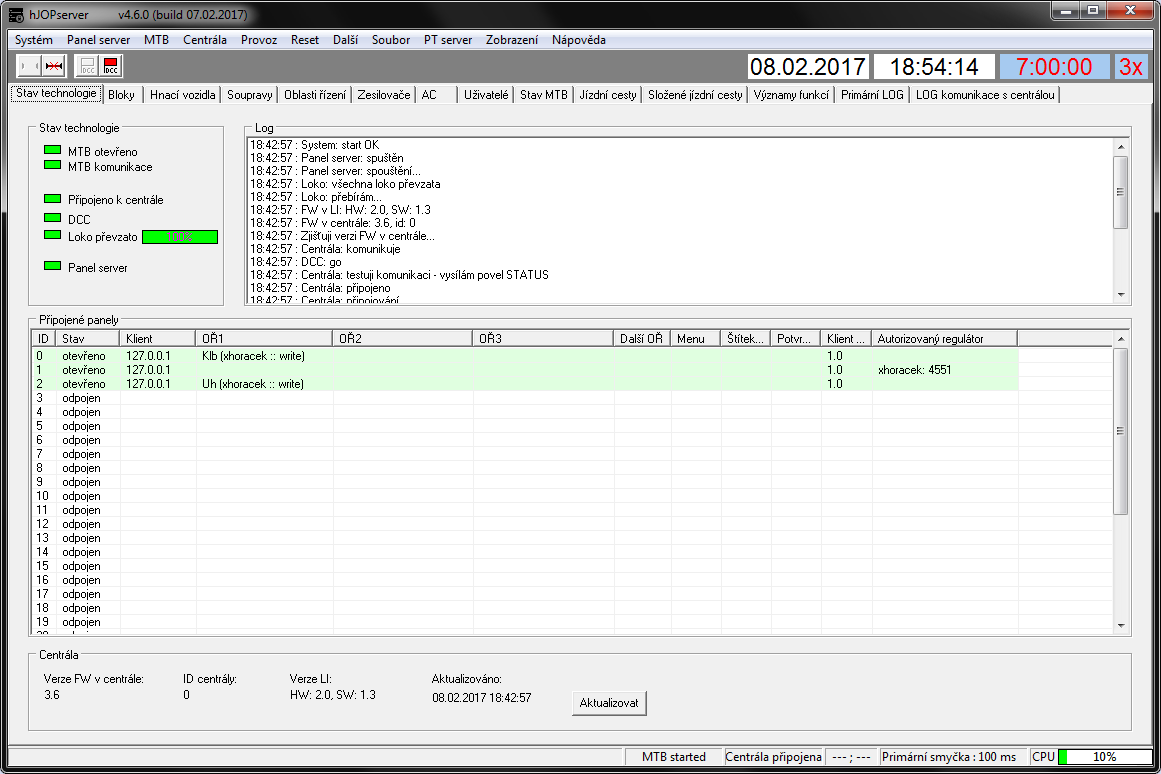 hJOPserver v4.6.0 (build 07.02.2017)
Systém Panel server MTB Centrála Provoz Reset Další Soubor PT server Zobrazení Nápověda
DCC DCC 08.02.2017 18:54:14 7:00:00 3x
Stav technologie Bloky Hnací vozidla Soupravy Oblasti řízení Zesilovače AC Uživatelé Stav MTB Jízdní cesty Složené jízdní cesty Významy funkcí Primární LOG LOG komunikace s centrálou
Stav technologie
MTB otevřeno
MTB komunikace
Připojeno k centrále
DCC
Loko převzato 100%
Panel server
Log
18:42:57 : System: start OK
18:42:57 : Panel server: spuštěn
18:42:57 : Panel server: spouštění...
18:42:57 : Loko: všechna loko převzata
18:42:57 : Loko: přebírám...
18:42:57 : FW v LI: HW: 2.0, SW: 1.3
18:42:57 : FW v centrále: 3.6, id: 0
18:42:57 : Zjišťuji verzi FW v centrále...
18:42:57 : Centrála: komunikuje
18:42:57 : DCC: go
18:42:57 : Centrála: testuji komunikaci - vysílám povel STATUS
18:42:57 : Centrála: připojeno
18:42:57 : Centrála: připojování
Připojené panely
ID Stav Klient OŘ1 OŘ2 OŘ3 Další OŘ Menu Štítek... Potvr... Klient ... Autorizovaný regulátor
0 otevřeno 127.0.0.1 Klb (xhoracek :: write) 1.0
1 otevřeno 127.0.0.1 1.0 xhoracek: 4551
2 otevřeno 127.0.0.1 Uh (xhoracek :: write) 1.0
3 odpojen
4 odpojen
5 odpojen
6 odpojen
7 odpojen
8 odpojen
9 odpojen
10 odpojen
11 odpojen
12 odpojen
13 odpojen
14 odpojen
15 odpojen
16 odpojen
17 odpojen
18 odpojen
19 odpojen
Centrála
Verze FW v centrále: ID centrály: Verze LI: Aktualizováno:
3.6 0 HW: 2.0, SW: 1.3 08.02.2017 18:42:57 Aktualizovat
MTB started Centrála připojena --- ; --- Primární smyčka : 100 ms CPU 10%